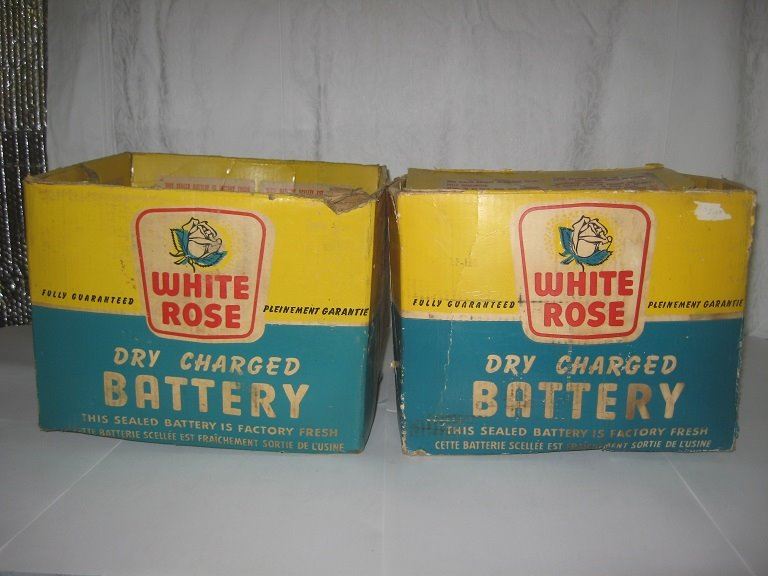 WHITE
ROSE
FULLY GUARANTEED
PLEINEMENT GARANTIE
DRY CHARGED
BATTERY
THIS SEALED BATTERY IS FACTORY FRESH
CETTE BATTERIE SCELLÉE EST FRAÎCHEMENT SORTIE DE L'USINE
WHITE
ROSE
FULLY GUARANTEED
PLEINEMENT GARANTIE
DRY CHARGED
BATTERY
THIS SEALED BATTERY IS FACTORY FRESH
CETTE BATTERIE SCELLÉE EST FRAÎCHEMENT SORTIE DE L'USINE